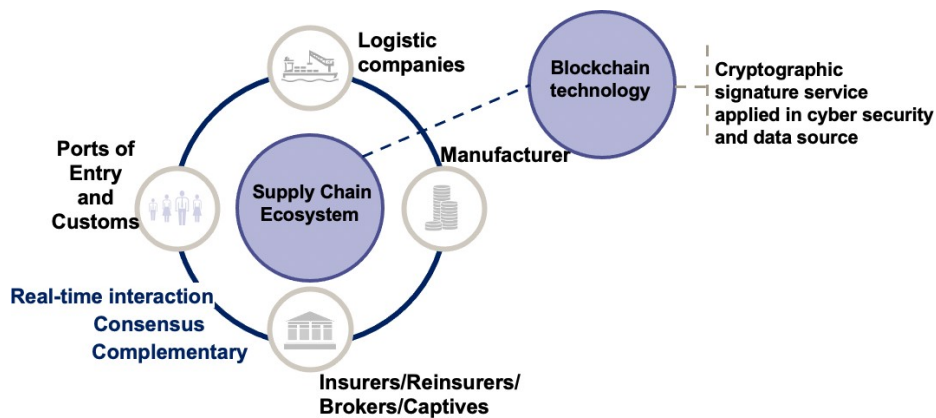 Logistic
companies
Blockchain
technology
Cryptographic
signature service
applied in cyber security
and data source
Ports of
Entry
and
Customs
Manufacturer
Supply Chain
Ecosystem
Real-time interaction
Consensus
Complementary
Insurers/Reinsurers/
Brokers/Captives